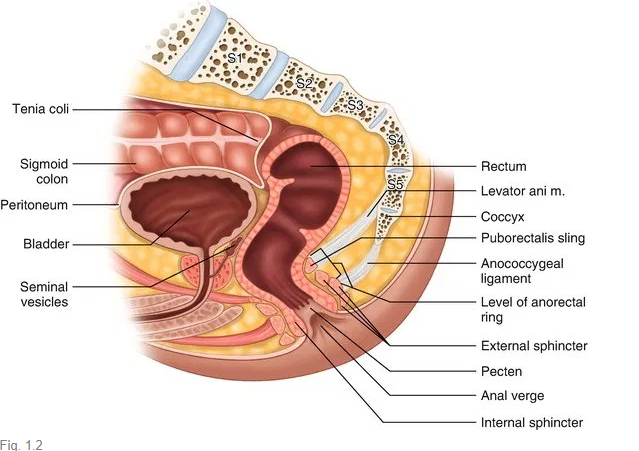 S1
S2
S3
S4
S5
Tenia coli
Sigmoid
colon
Peritoneum
Bladder
Seminal
vesicles
Rectum
Levator ani m.
Coccyx
Puborectalis sling
Anococcygeal
ligament
Level of anorectal
ring
External sphincter
Pecten
Anal verge
Internal sphincter
Fig. 1.2